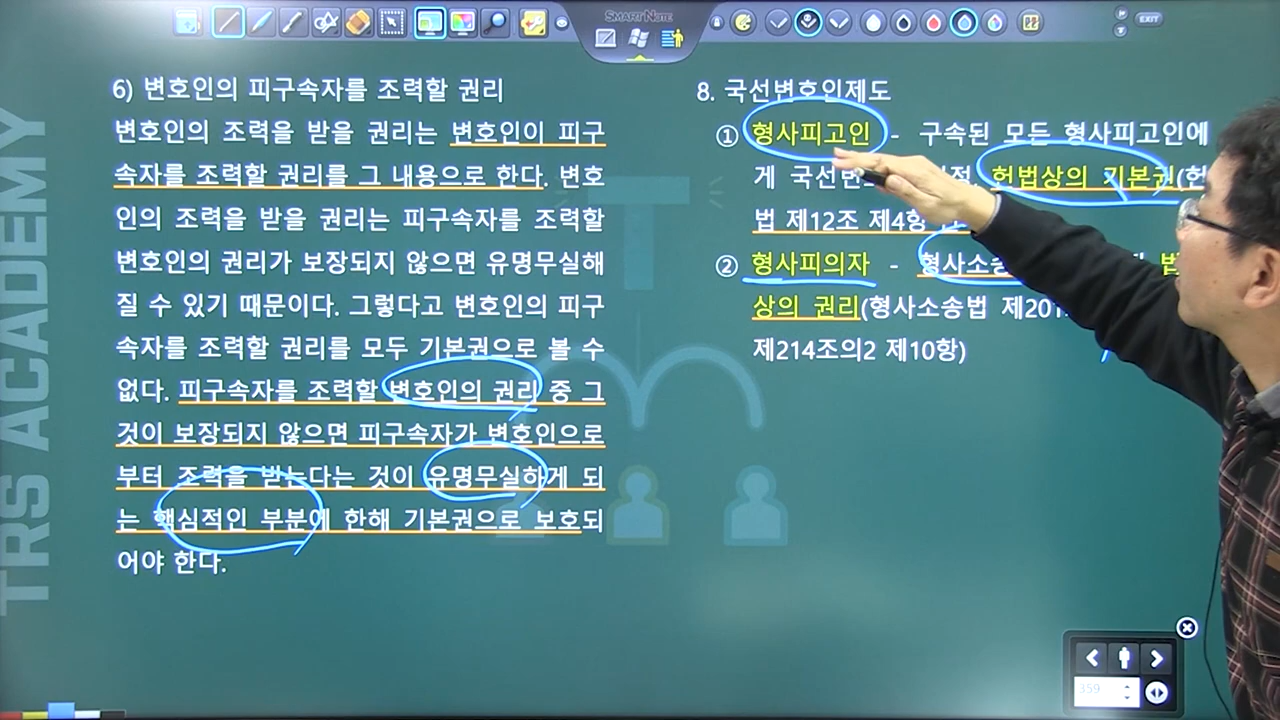 SMART NOTE
EXIT
TRS ACADEMY
6) 변호인의 피구속자를 조력할 권리
변호인의 조력을 받을 권리는 변호인이 피구
속자를 조력할 권리를 그 내용으로 한다. 변호
인의 조력을 받을 권리는 피구속자를 조력할
변호인의 권리가 보장되지 않으면 유명무실해
질 수 있기 때문이다. 그렇다고 변호인의 피구
속자를 조력할 권리를 모두 기본권으로 볼 수
없다. 피구속자를 조력할 변호인의 권리 중 그
것이 보장되지 않으면 피구속자가 변호인으로
부터 조력을 받는다는 것이 유명무실하게 되
는 핵심적인 부분에 한해 기본권으로 보호되
어야 한다.
8. 국선변호인제도
① 형사피고인 - 구속된 모든 형사피고인에
게 국선변 헌법상의 기본권(헌
법 제12조 제4항
② 형사피의자 - 형사소송
상의 권리(형사소송법 제201
제214조의2 제10항)
359